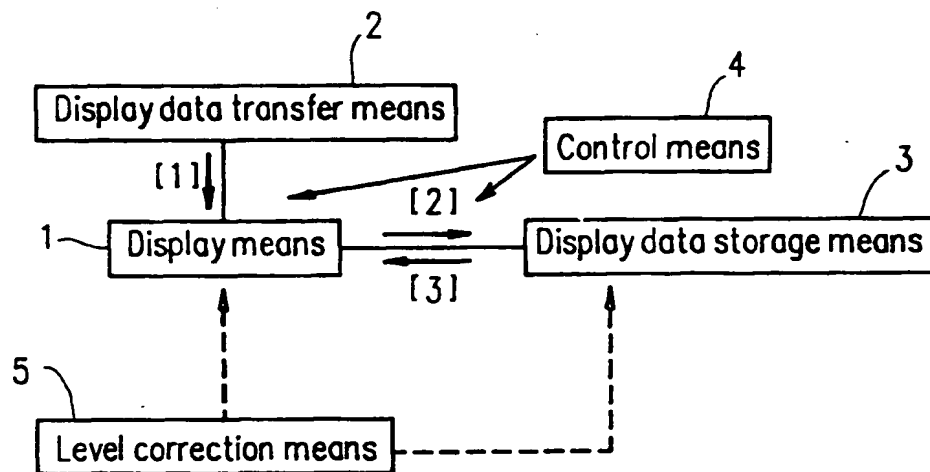 2
Display data transfer means
4
Control means
[1]
[2]
3
1
Display means
Display data storage means
[3]
5
Level correction means